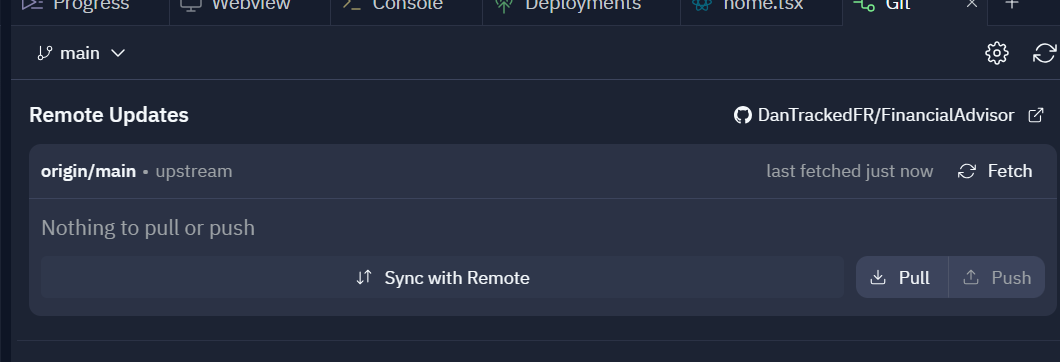 Progress Webview Console Deployments home.tsx Git
main
Remote Updates DanTrackedFR/FinancialAdvisor
origin/main • upstream last fetched just now Fetch
Nothing to pull or push
Sync with Remote Pull Push